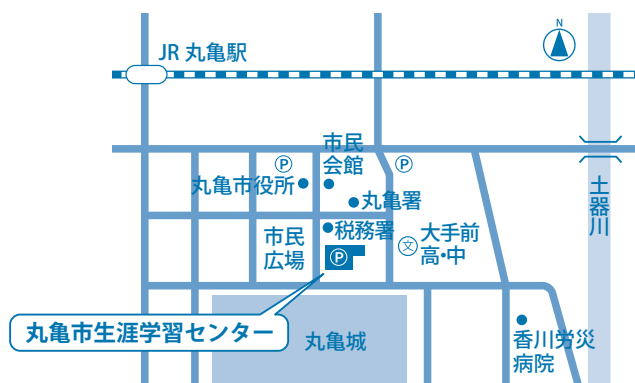 N
JR 丸亀駅
市民
会館
P
P
丸亀市役所
丸亀署
土器川
税務署
市民
広場
大手前
高・中
文
P
丸亀市生涯学習センター
丸亀城
香川労災
病院